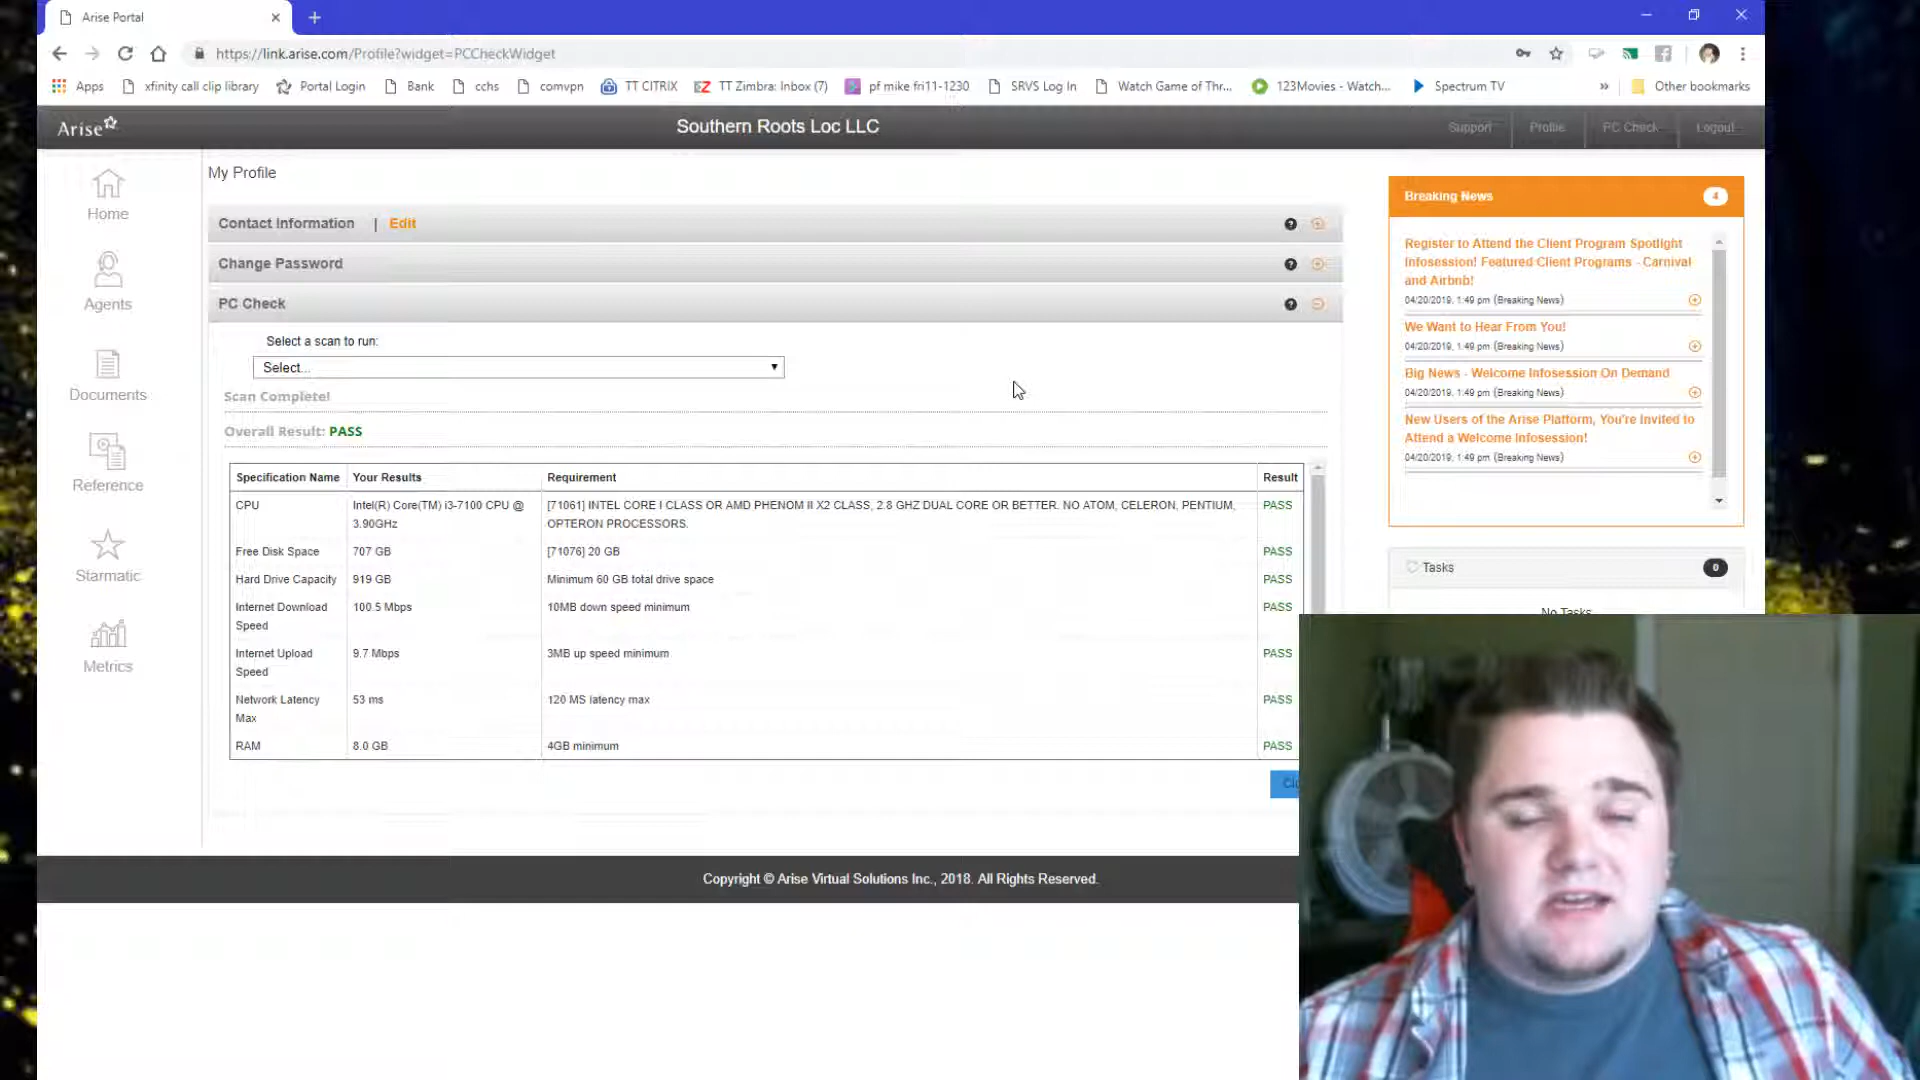 Arise Portal
https://link.arise.com/Profile?widget=PCCheckWidget
Apps xfinity call clip library Portal Login Bank cchs comvpn TT CITRIX TT Zimbra: Inbox (7) pf mike fri11-1230 SRVS Log In Watch Game of Thr... 123Movies - Watch... Spectrum TV » Other bookmarks
Arise Southern Roots Loc LLC Support Profile PC Check Logout
My Profile
Home
Agents
Documents
Reference
Starmatic
Metrics
Contact Information | Edit
Change Password
PC Check
Select a scan to run:
Select...
Scan Complete!
Overall Result: PASS
Specification Name Your Results Requirement Result
CPU Intel(R) Core(TM) i3-7100 CPU @ [71061] INTEL CORE I CLASS OR AMD PHENOM II X2 CLASS, 2.8 GHZ DUAL CORE OR BETTER. NO ATOM, CELERON, PENTIUM, PASS
3.90GHz OPTERON PROCESSORS.
Free Disk Space 707 GB [71076] 20 GB PASS
Hard Drive Capacity 919 GB Minimum 60 GB total drive space PASS
Internet Download 100.5 Mbps 10MB down speed minimum PASS
Speed
Internet Upload 9.7 Mbps 3MB up speed minimum PASS
Speed
Network Latency 53 ms 120 MS latency max PASS
Max
RAM 8.0 GB 4GB minimum PASS
Breaking News 4
Register to Attend the Client Program Spotlight
Infosession! Featured Client Programs - Carnival
and Airbnb!
04/20/2019, 1:49 pm (Breaking News)
We Want to Hear From You!
04/20/2019, 1:49 pm (Breaking News)
Big News - Welcome Infosession On Demand
04/20/2019, 1:49 pm (Breaking News)
New Users of the Arise Platform, You're Invited to
Attend a Welcome Infosession!
04/20/2019, 1:49 pm (Breaking News)
Tasks 0
No Tasks
Copyright © Arise Virtual Solutions Inc., 2018. All Rights Reserved.